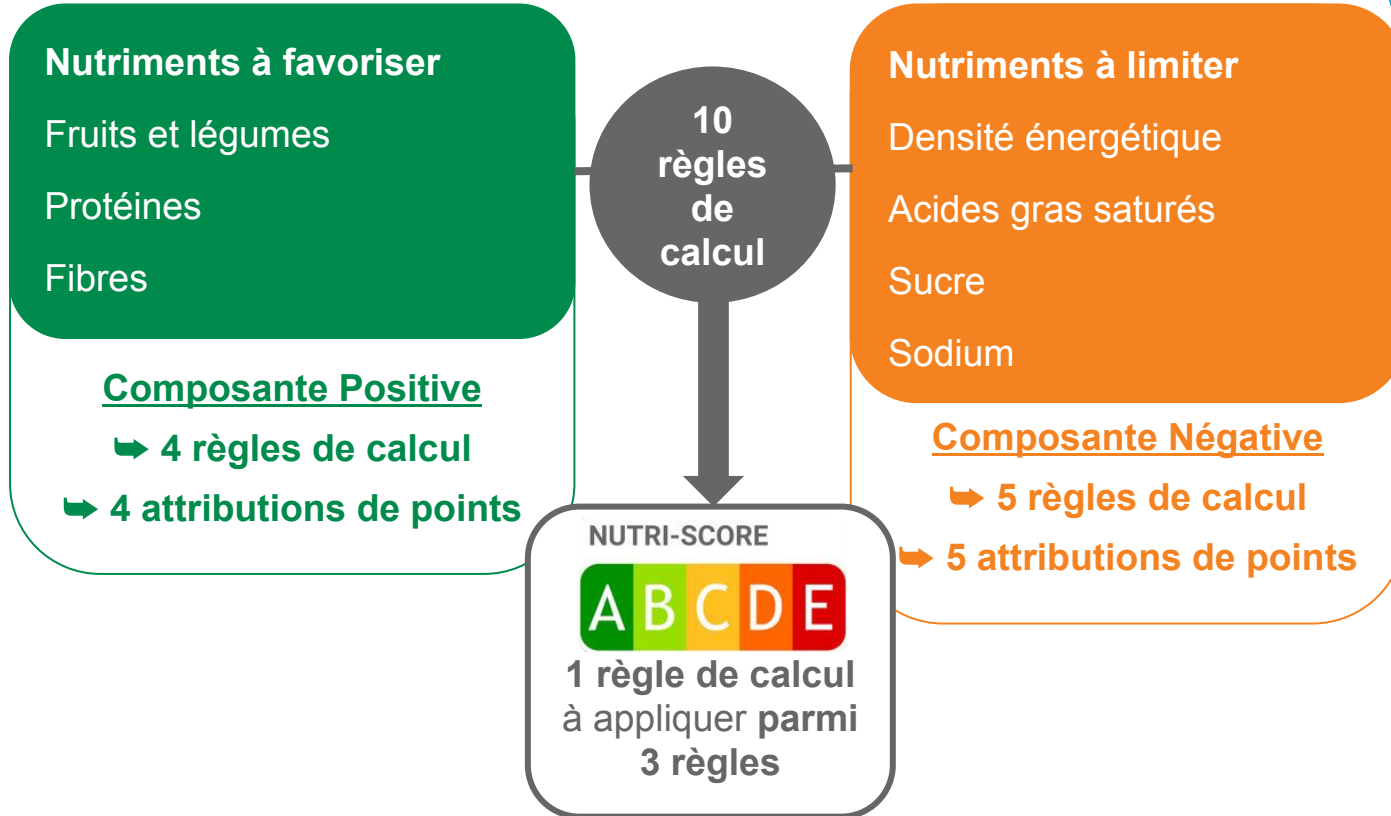 Nutriments à favoriser
Fruits et légumes
Protéines
Fibres
Composante Positive
➥ 4 règles de calcul
➥ 4 attributions de points
10
règles
de
calcul
Nutriments à limiter
Densité énergétique
Acides gras saturés
Sucre
Sodium
Composante Négative
➥ 5 règles de calcul
➥ 5 attributions de points
NUTRI-SCORE
A B C D E
1 règle de calcul
à appliquer parmi
3 règles